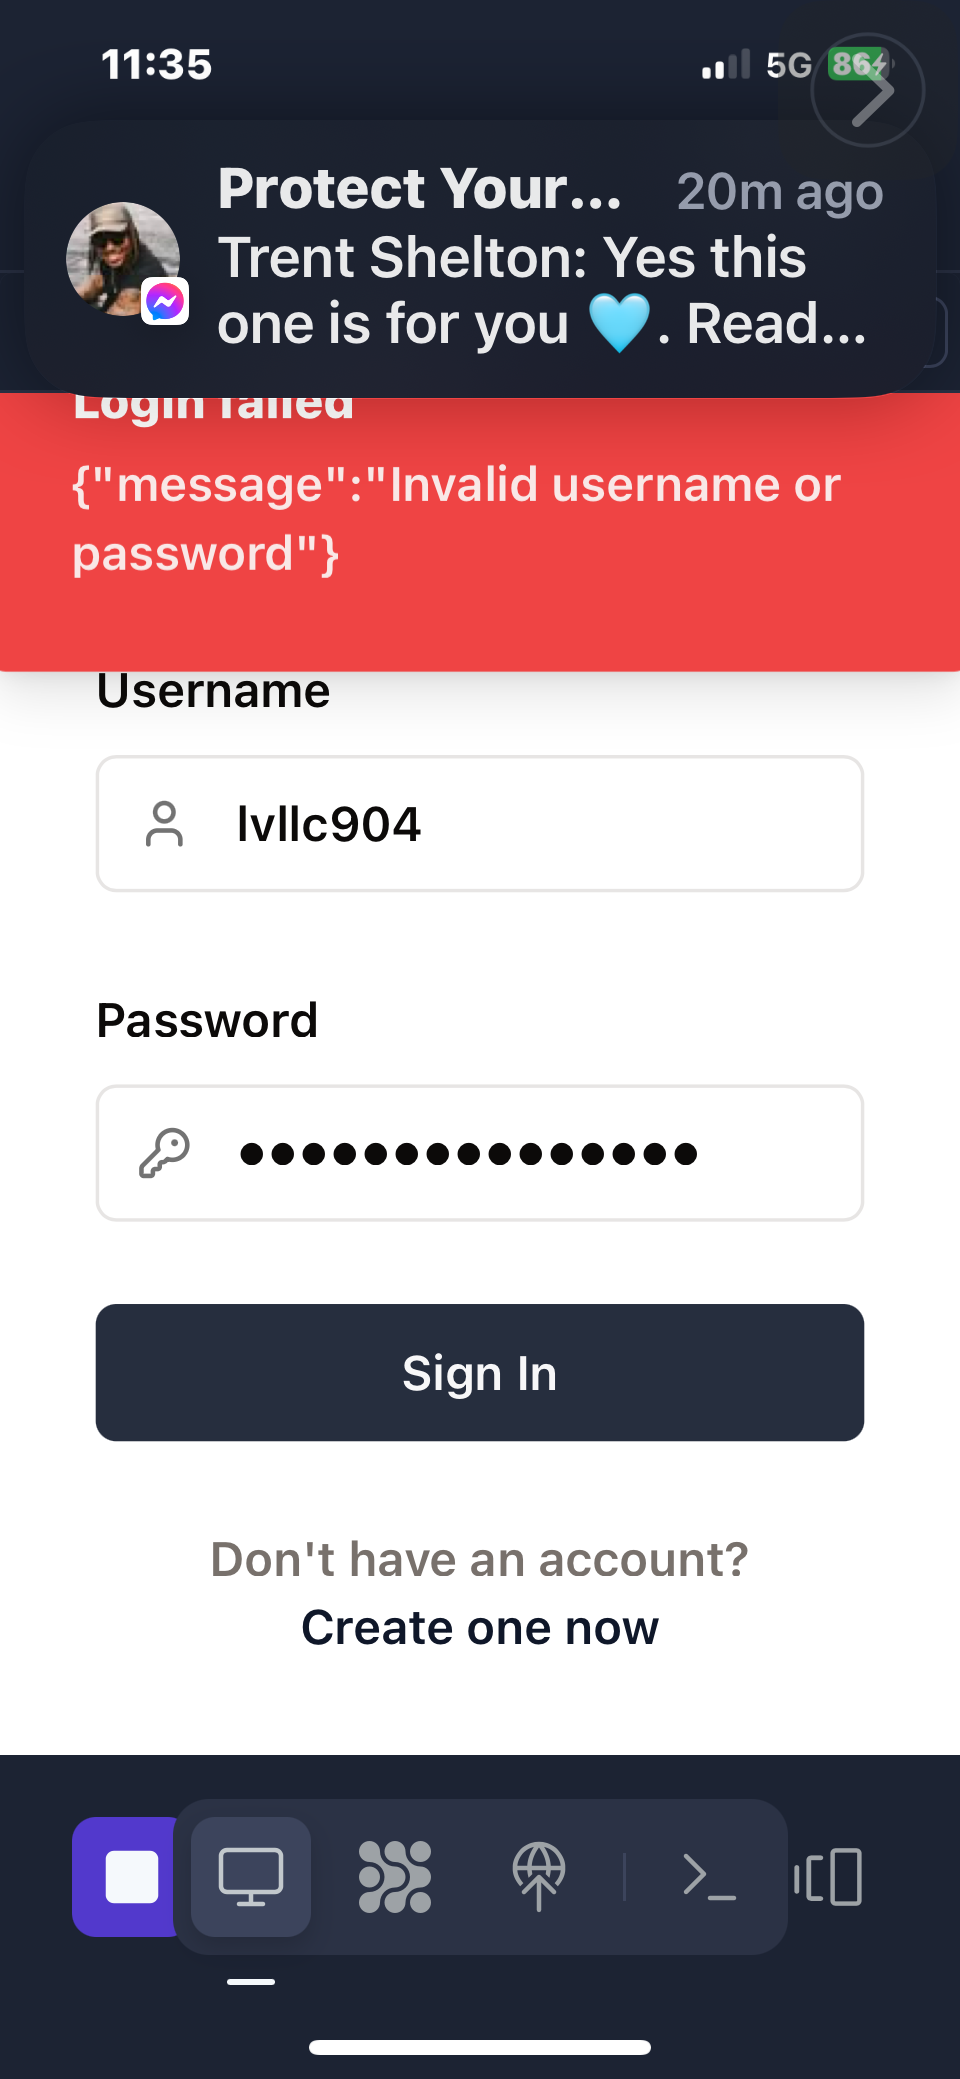 11:35
5G 86
Protect Your... 20m ago
Trent Shelton: Yes this
one is for you 🩵. Read...
Login failed
{"message":"Invalid username or
password"}
Username
lvllc904
Password
Sign In
Don't have an account?
Create one now